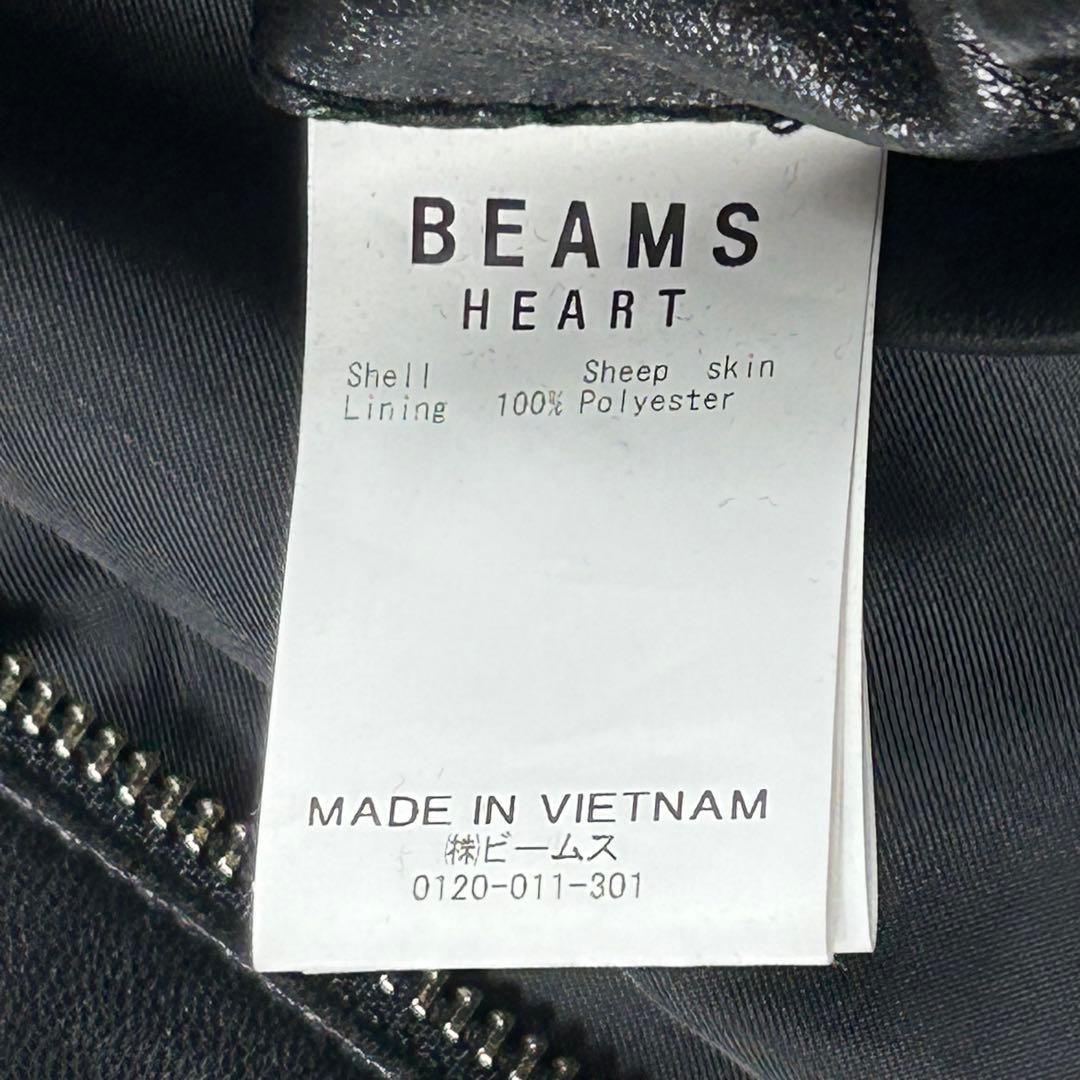 BEAMS
HEART
Shell Sheep skin
Lining 100% Polyester
MADE IN VIETNAM
㈱ビームス
0120-011-301